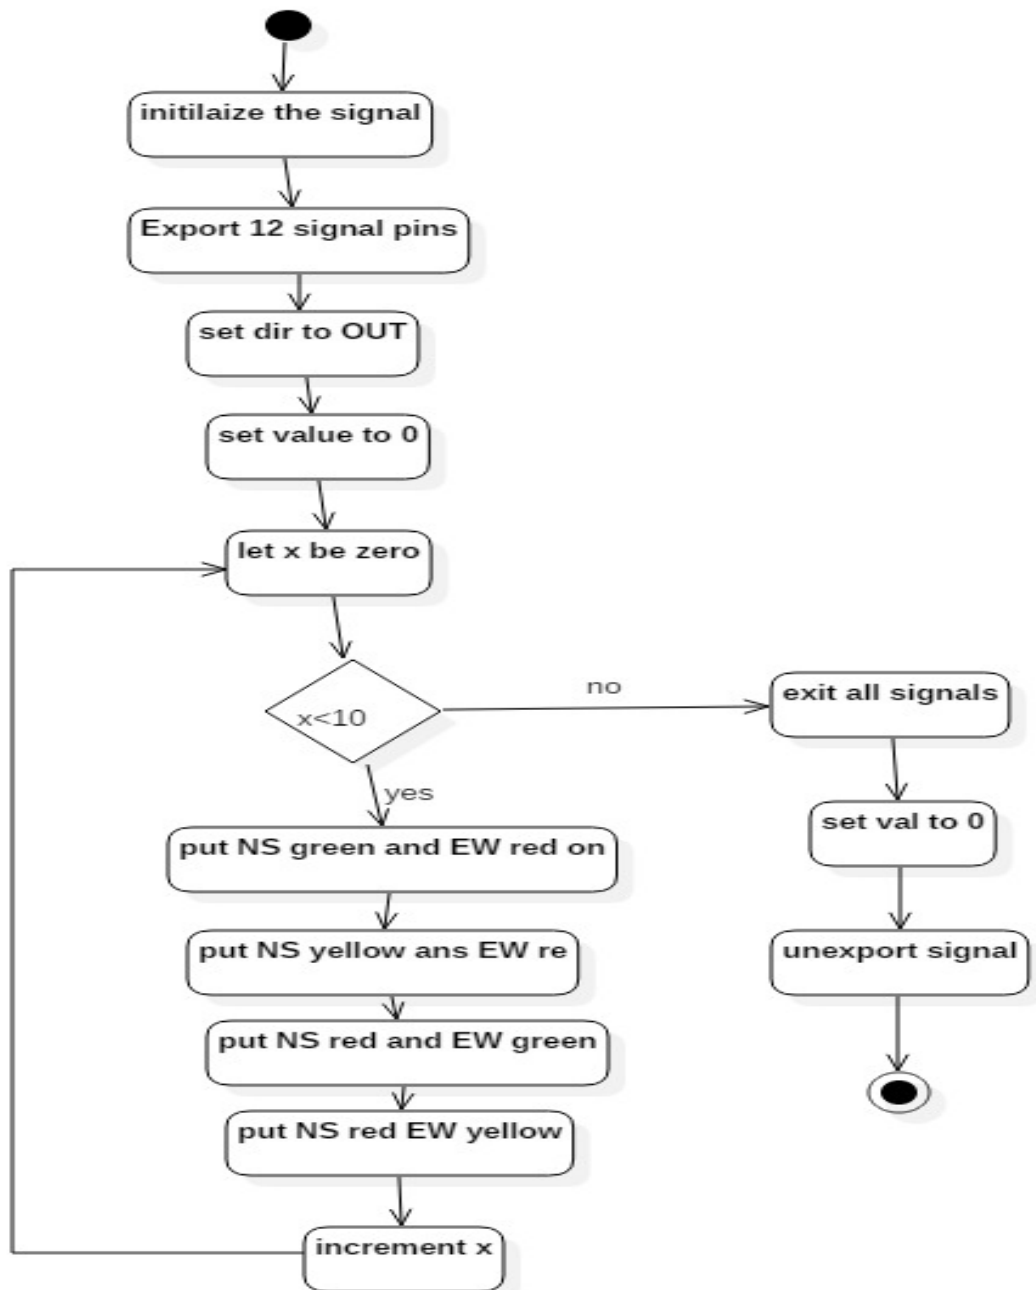 initilaize the signal
Export 12 signal pins
set dir to OUT
set value to 0
let x be zero
x<10
no
yes
exit all signals
set val to 0
unexport signal
put NS green and EW red on
put NS yellow ans EW re
put NS red and EW green
put NS red EW yellow
increment x